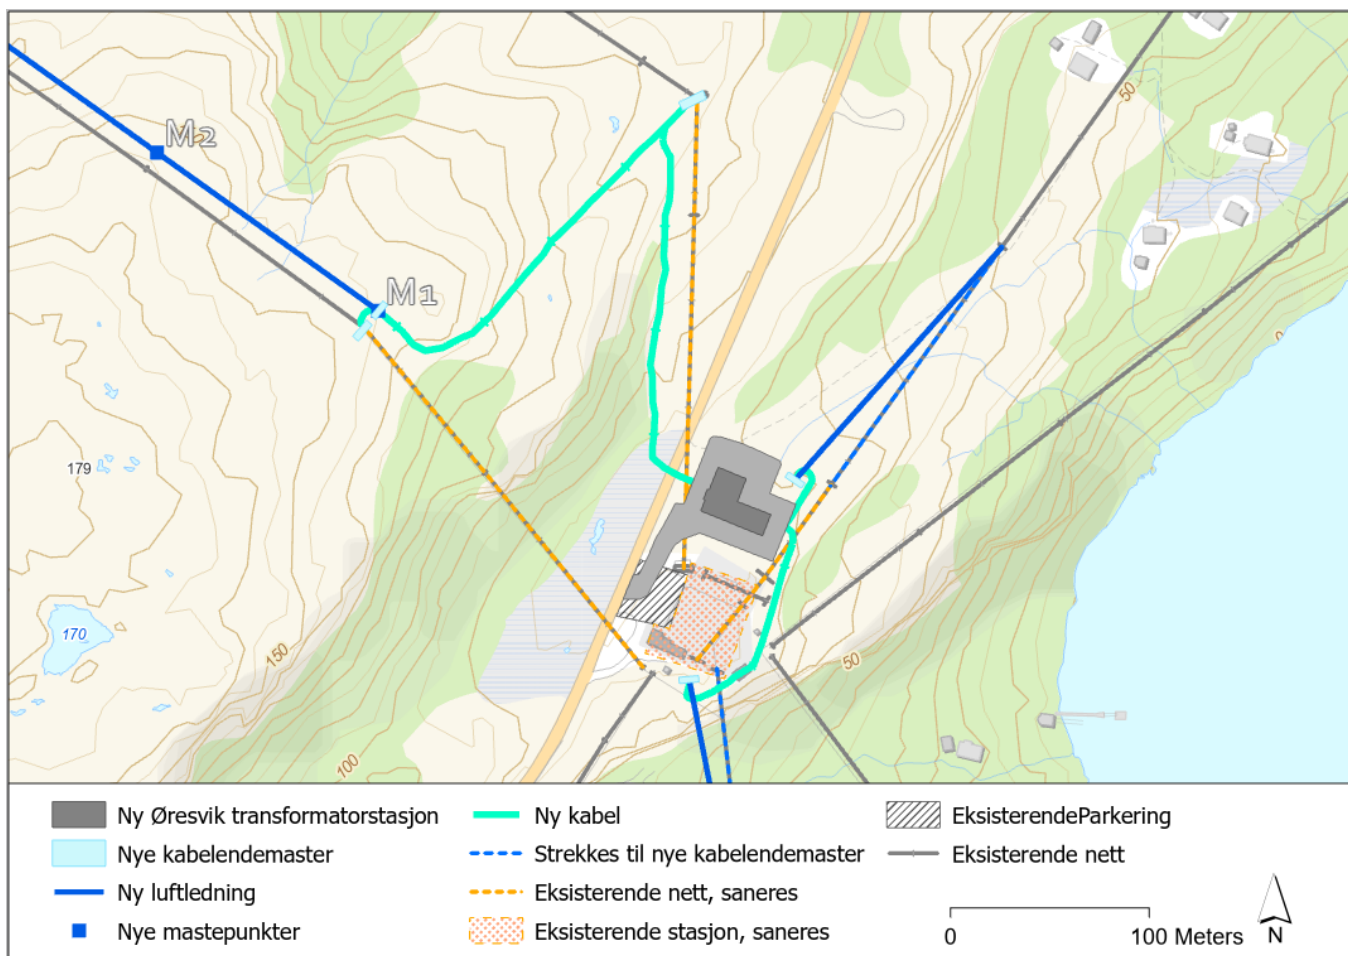 M2
50
M1
0
179
170
150
50
100
Ny Øresvik transformatorstasjon
Ny kabel
EksisterendeParkering
Nye kabelendemaster
Strekkes til nye kabelendemaster
Eksisterende nett
Ny luftledning
Eksisterende nett, saneres
Nye mastepunkter
Eksisterende stasjon, saneres
0
100 Meters
N